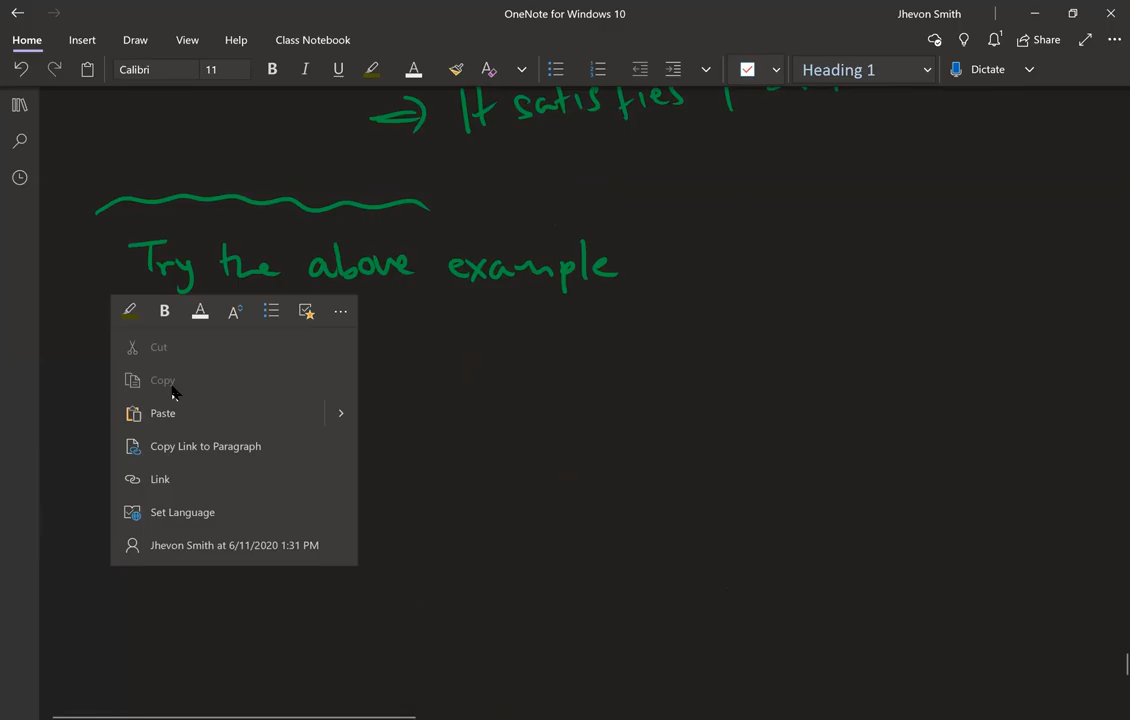 OneNote for Windows 10
Jhevon Smith
Home Insert Draw View Help Class Notebook
1 Share
Calibri 11 B I U A Heading 1 Dictate
⇒ It satisfies
Try the above example
B A A
Cut
Copy
Paste
Copy Link to Paragraph
Link
Set Language
Jhevon Smith at 6/11/2020 1:31 PM